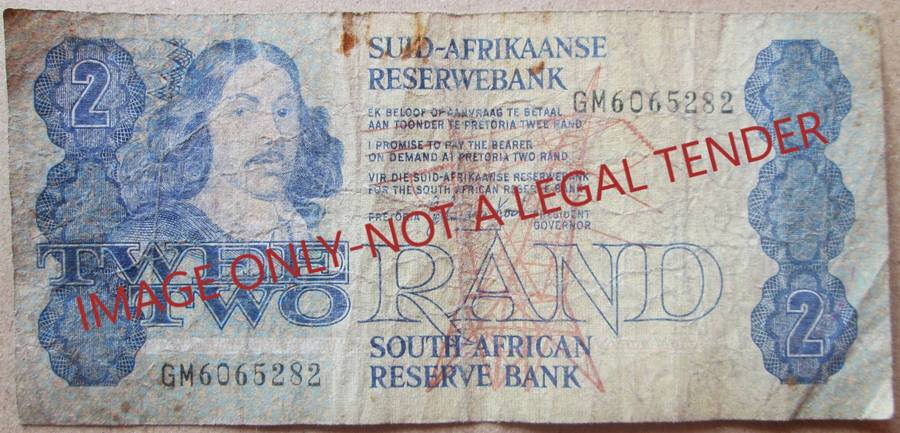 2
SUID-AFRIKAANSE
RESERWEBANK
GM6065282
EK BELOOF OP AANVRAAG TE BETAAL
AAN TOONDER TE PRETORIA TWEE RAND
I PROMISE TO PAY THE BEARER
ON DEMAND AT PRETORIA TWO RAND
VIR DIE SUID-AFRIKAANSE RESERWEBANK
FOR THE SOUTH AFRICAN RESERVE BANK
PRETORIA
PRESIDENT
GOVERNOR
IMAGE ONLY-NOT A LEGAL TENDER
TWEE
TWO
RAND
2
SOUTH AFRICAN
RESERVE BANK
GM6065282